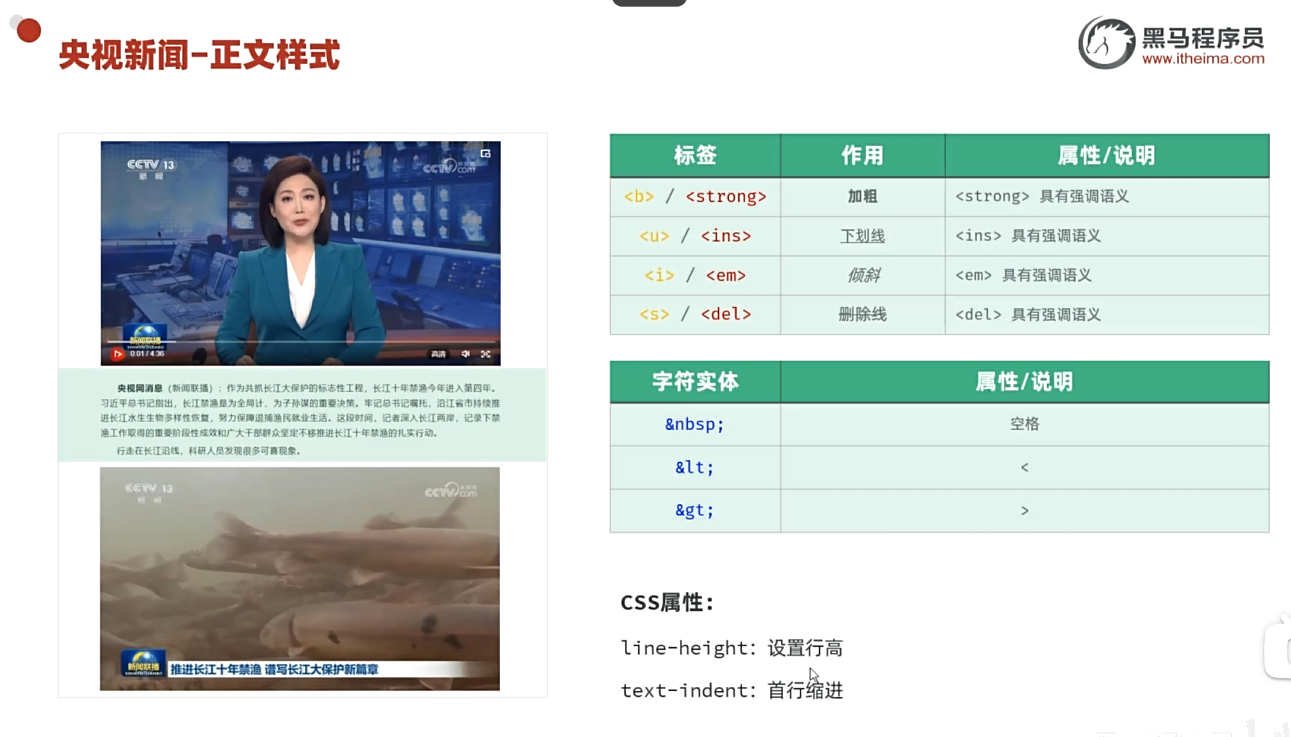 央视新闻-正文样式
黑马程序员
www.itheima.com
CCTV 13
新闻
CCTV.com
新闻联播
0:01 / 4:36
高清
央视网消息（新闻联播）：作为共抓长江大保护的标志性工程，长江十年禁渔今年进入第四年。
习近平总书记指出，长江禁渔是为全局计、为子孙谋的重要决策。牢记总书记嘱托，沿江省市持续推
进长江水生生物多样性恢复，努力保障退捕渔民就业生活。这段时间，记者深入长江两岸，记录下禁
渔工作取得的重要阶段性成效和广大干部群众坚定不移推进长江十年禁渔的扎实行动。
行走在长江沿线，科研人员发现很多可喜现象。
CCTV 13
新闻
CCTV.com
新闻联播
推进长江十年禁渔 谱写长江大保护新篇章
标签 作用 属性/说明
<b> / <strong> 加粗 <strong> 具有强调语义
<u> / <ins> 下划线 <ins> 具有强调语义
<i> / <em> 倾斜 <em> 具有强调语义
<s> / <del> 删除线 <del> 具有强调语义
字符实体 属性/说明
&nbsp; 空格
&lt; <
&gt; >
CSS属性：
line-height：设置行高
text-indent：首行缩进